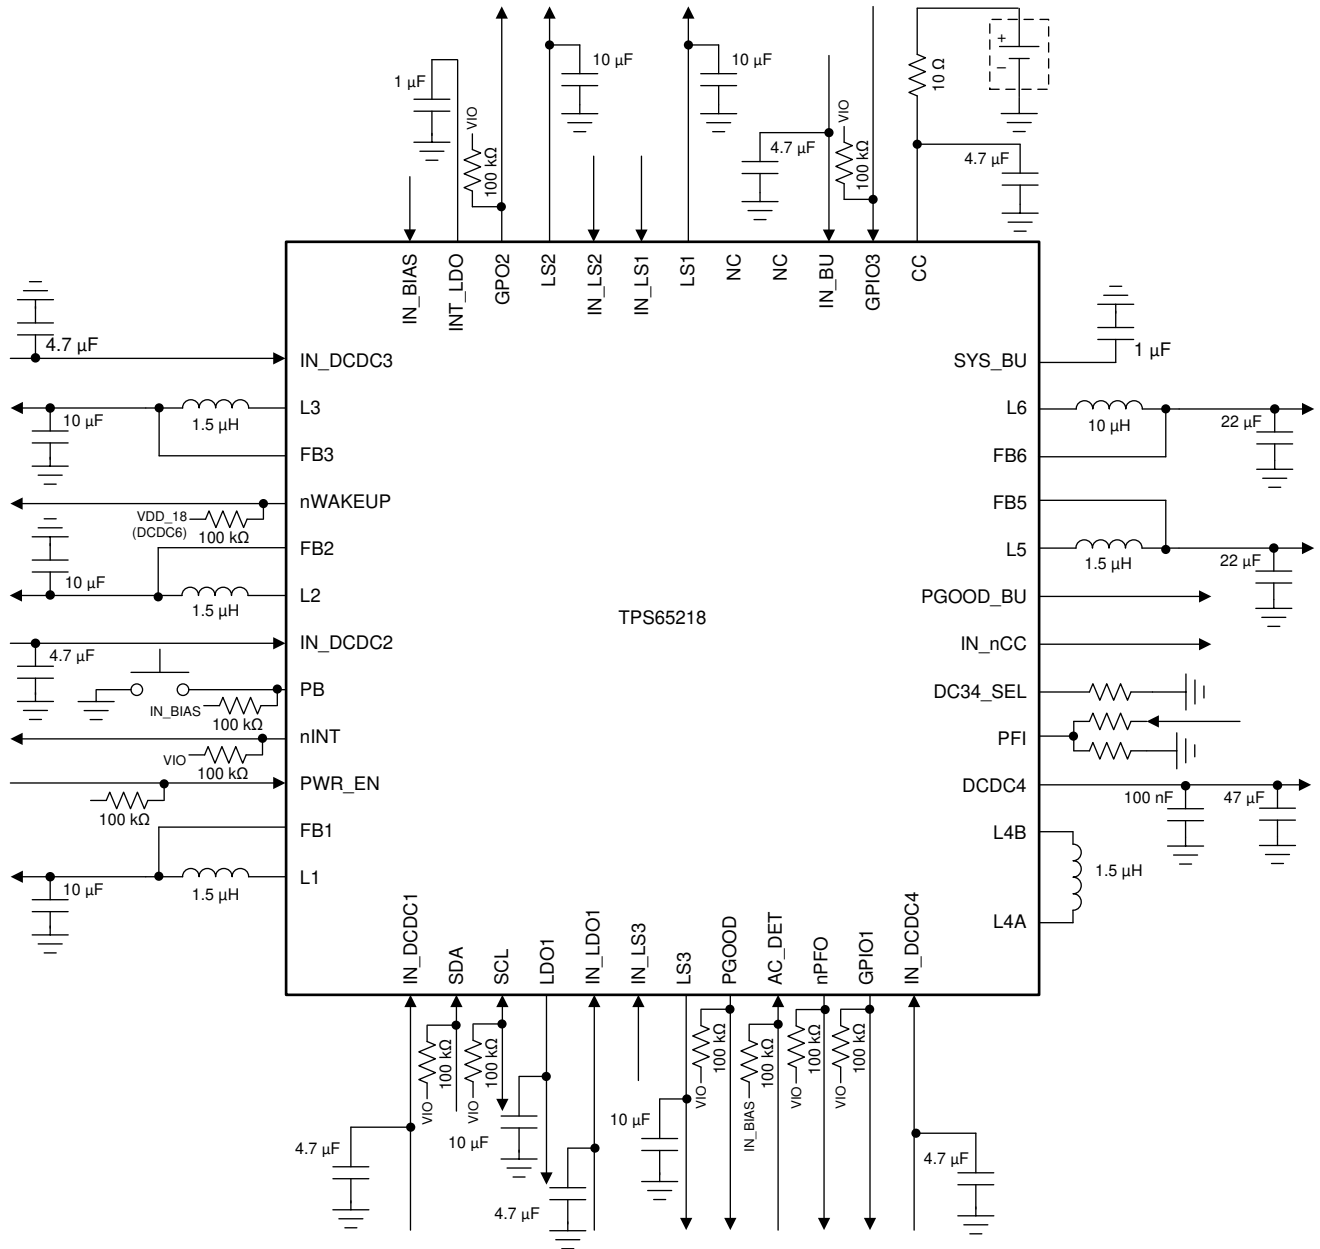 10 µF
10 µF
1 µF
VIO
100 kΩ
4.7 µF
VIO
100 kΩ
10 Ω
+
−
4.7 µF
IN_BIAS
INT_LDO
GPO2
LS2
IN_LS2
IN_LS1
LS1
NC
NC
IN_BU
GPIO3
CC
4.7 µF
IN_DCDC3
L3
10 µF
1.5 µH
FB3
nWAKEUP
VDD_18
(DCDC6)
100 kΩ
FB2
10 µF
L2
1.5 µH
IN_DCDC2
4.7 µF
PB
IN_BIAS
100 kΩ
nINT
VIO
100 kΩ
PWR_EN
100 kΩ
FB1
L1
10 µF
1.5 µH
TPS65218
SYS_BU
1 µF
L6
10 µH
22 µF
FB6
FB5
L5
1.5 µH
22 µF
PGOOD_BU
IN_nCC
DC34_SEL
PFI
DCDC4
100 nF
47 µF
L4B
1.5 µH
L4A
IN_DCDC1
SDA
SCL
LDO1
IN_LDO1
IN_LS3
LS3
PGOOD
AC_DET
nPFO
GPIO1
IN_DCDC4
100 kΩ
VIO
100 kΩ
VIO
100 kΩ
VIO
100 kΩ
IN_BIAS
100 kΩ
VIO
100 kΩ
VIO
4.7 µF
10 µF
4.7 µF
10 µF
4.7 µF